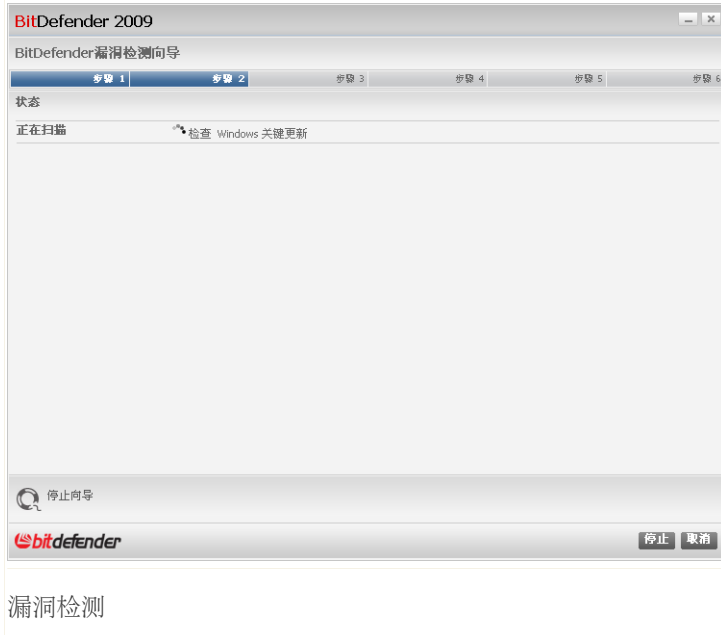 BitDefender 2009
BitDefender漏洞检测向导
步骤 1 步骤 2 步骤 3 步骤 4 步骤 5 步骤 6
状态
正在扫描 检查 Windows 关键更新
停止向导
bitdefender 停止 取消
漏洞检测